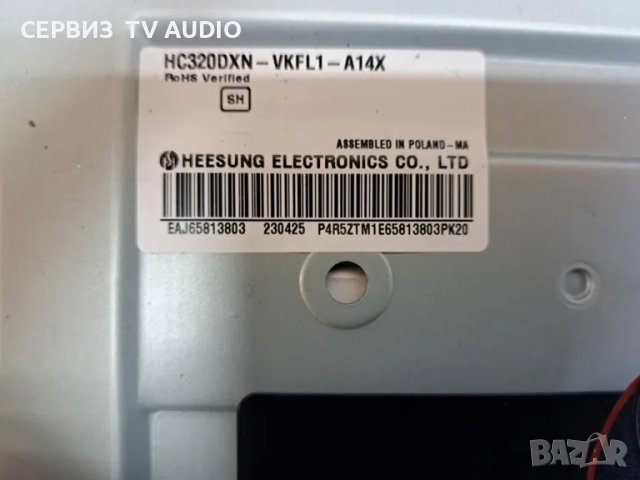 СЕРВИЗ TV AUDIO
HC320DXN-VKFL1-A14X
RoHS Verified
SH
ASSEMBLED IN POLAND-MA
HEESUNG ELECTRONICS CO., LTD
EAJ65813803 230425 P4R5ZTM1E65813803PK20
BAZAR